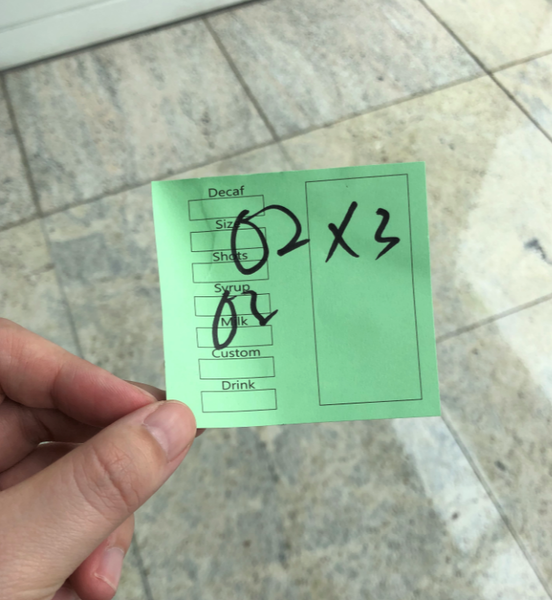 Decaf
Size
02 X 3
Shots
Syrup
02
Milk
Custom
Drink